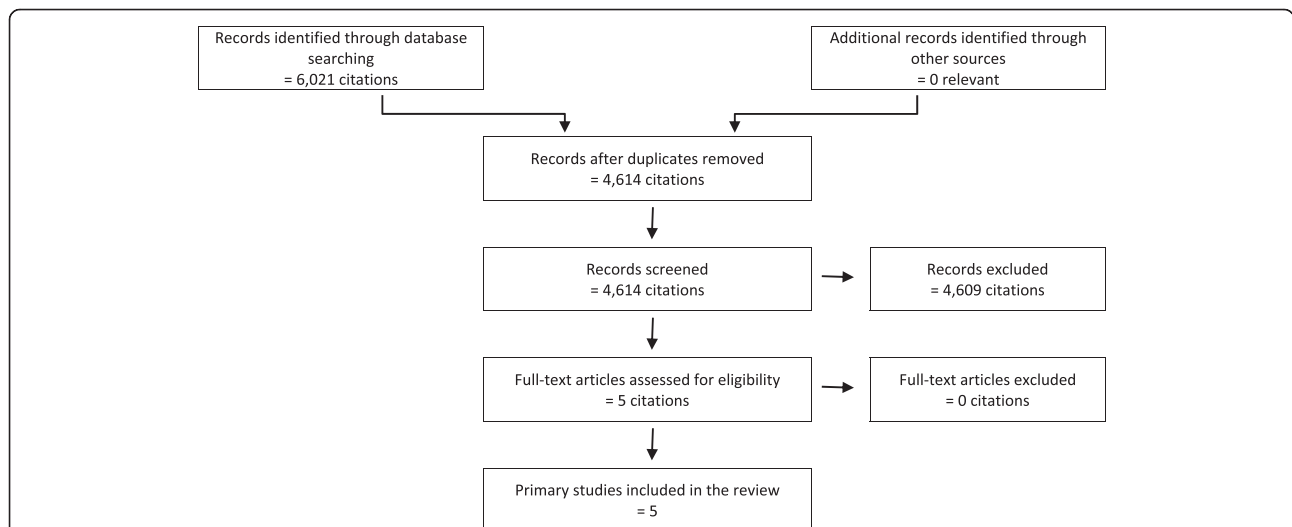 Records identified through database
searching
= 6,021 citations
Additional records identified through
other sources
= 0 relevant
Records after duplicates removed
= 4,614 citations
Records screened
= 4,614 citations
Records excluded
= 4,609 citations
Full-text articles assessed for eligibility
= 5 citations
Full-text articles excluded
= 0 citations
Primary studies included in the review
= 5